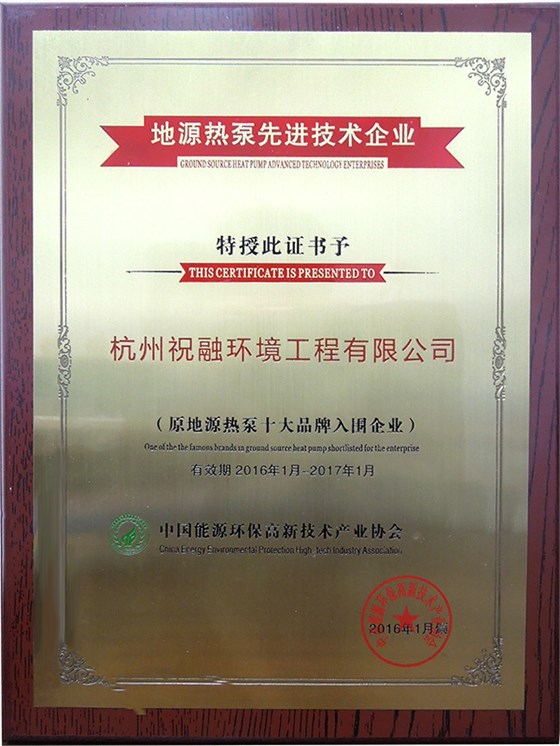 地源热泵先进技术企业
GROUND SOURCE HEAT PUMP ADVANCED TECHNOLOGY ENTERPRISES
特授此证书予
THIS CERTIFICATE IS PRESENTED TO
杭州祝融环境工程有限公司
（原地源热泵十大品牌入围企业）
One of the the famous brands in ground source heat pump shortlisted for the enterprise
有效期 2016年1月--2017年1月
中国能源环保高新技术产业协会
China Energy Environmental Protection High_tech Industry Association
2016年1月颁